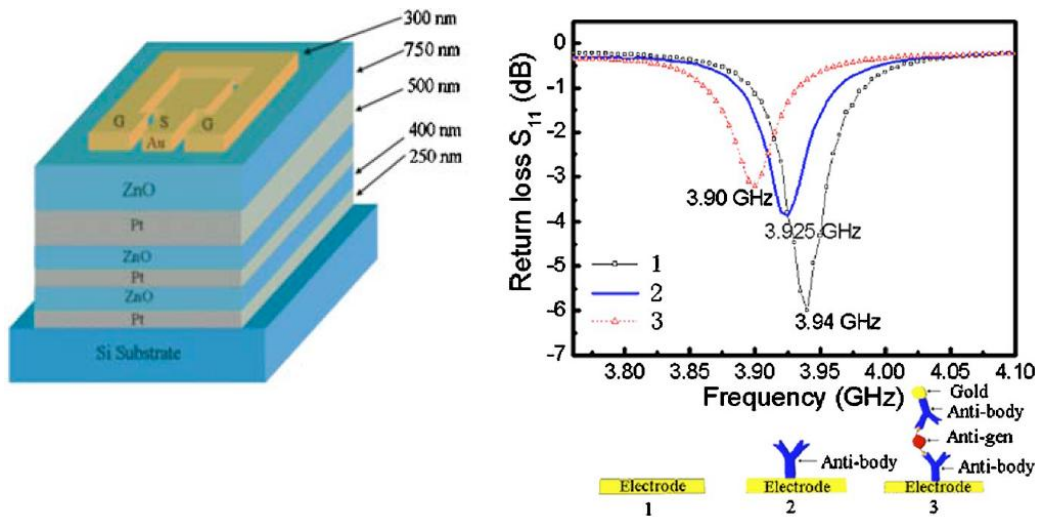 300 nm
750 nm
500 nm
400 nm
250 nm
G
S
G
Au
ZnO
Pt
ZnO
Pt
ZnO
Pt
Si Substrate
Return loss S11 (dB)
0
-1
-2
-3
-4
-5
-6
-7
3.90 GHz
3.925 GHz
3.94 GHz
1
2
3
3.80
3.85
3.90
3.95
4.00
4.05
4.10
Frequency (GHz)
Gold
Anti-body
Anti-gen
Anti-body
Anti-body
Electrode
Electrode
Electrode
1
2
3